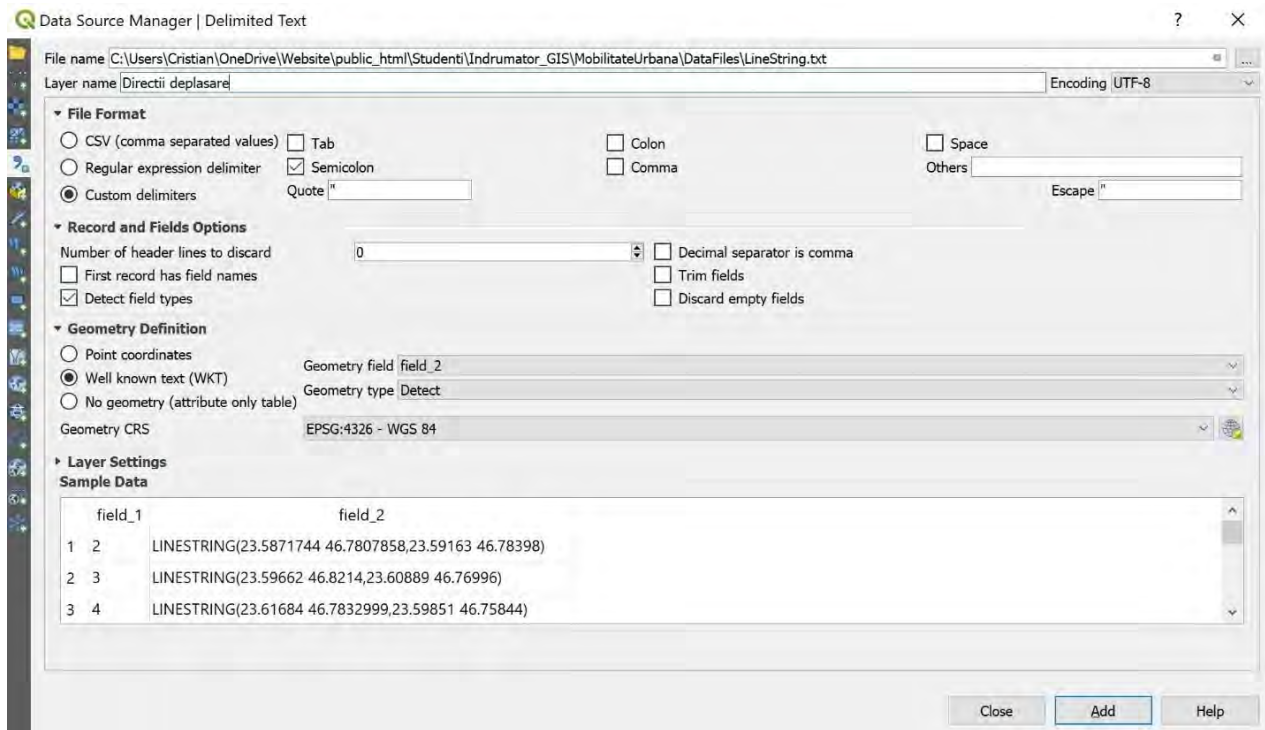 Data Source Manager | Delimited Text ? X
File name C:\Users\Cristian\OneDrive\Website\public_html\Studenti\Indrumator_GIS\MobilitateUrbana\DataFiles\LineString.txt ...
Layer name Directii deplasare Encoding UTF-8
File Format
CSV (comma separated values) Tab Colon Space
Regular expression delimiter Semicolon Comma Others
Custom delimiters Quote " Escape "
Record and Fields Options
Number of header lines to discard 0 Decimal separator is comma
First record has field names Trim fields
Detect field types Discard empty fields
Geometry Definition
Point coordinates
Well known text (WKT) Geometry field field_2
No geometry (attribute only table) Geometry type Detect
Geometry CRS EPSG:4326 - WGS 84
Layer Settings
Sample Data
field_1 field_2
1 2 LINESTRING(23.5871744 46.7807858,23.59163 46.78398)
2 3 LINESTRING(23.59662 46.8214,23.60889 46.76996)
3 4 LINESTRING(23.61684 46.7832999,23.59851 46.75844)
Close Add Help